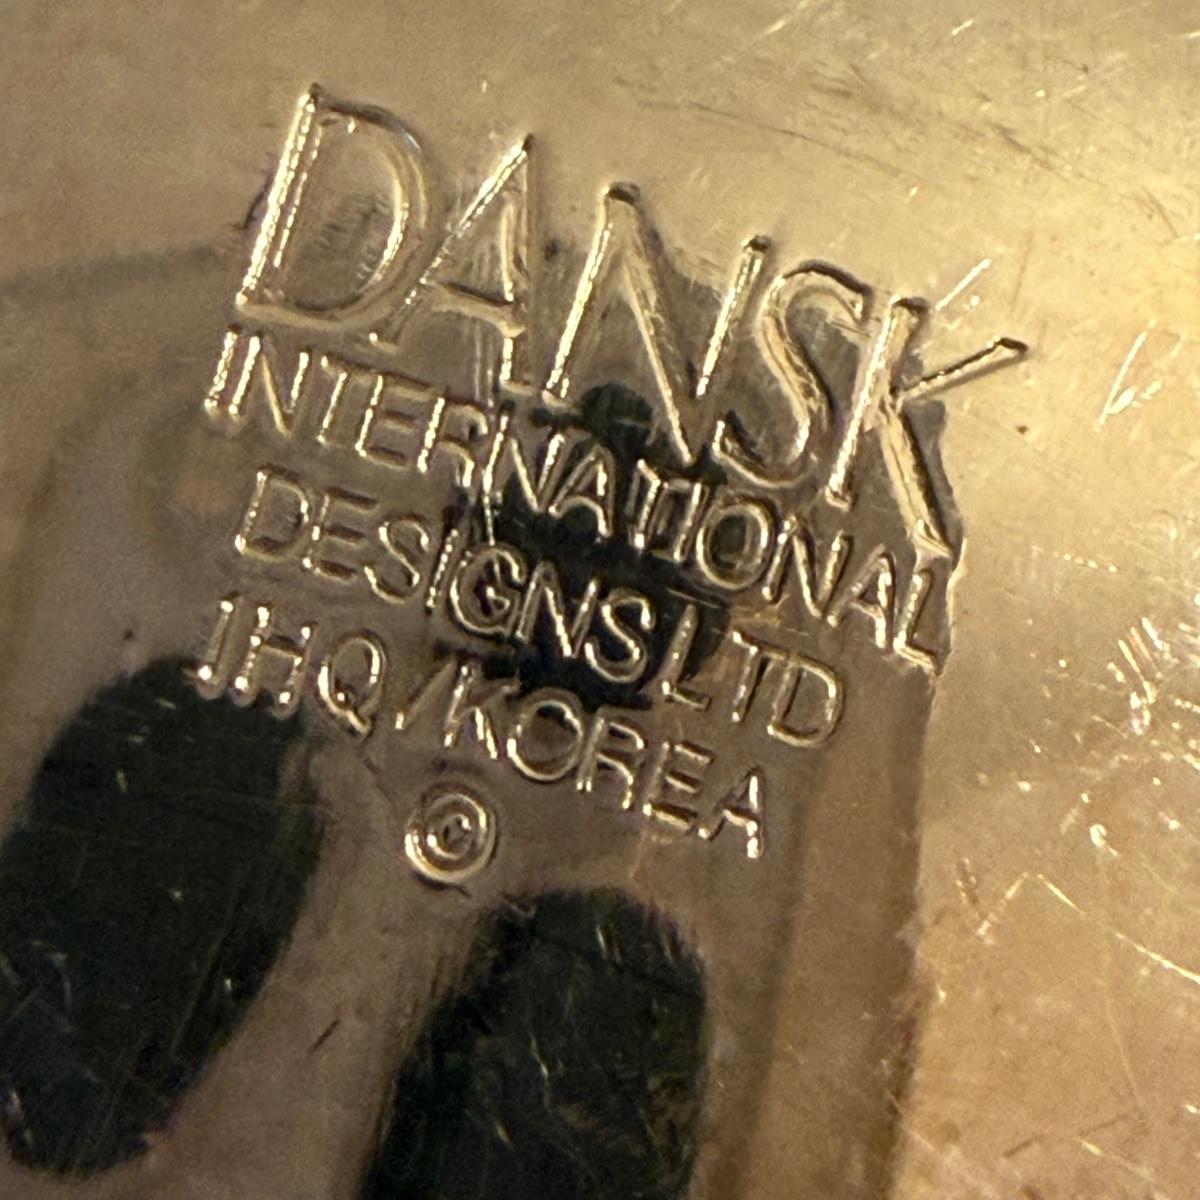 DANSK
INTERNATIONAL
DESIGNS LTD
JHQ/KOREA
©